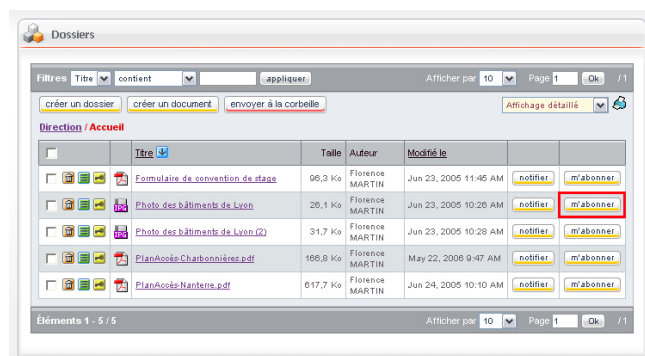 Dossiers
Filtres Titre contient appliquer Afficher par 10 Page 1 Ok /1
créer un dossier créer un document envoyer à la corbeille Affichage détaillé
Direction / Accueil
Titre Taille Auteur Modifié le
Formulaire de convention de stage 96,3 Ko Florence MARTIN Jun 23, 2005 11:45 AM notifier m'abonner
Photo des bâtiments de Lyon 26,1 Ko Florence MARTIN Jun 23, 2005 10:26 AM notifier m'abonner
Photo des bâtiments de Lyon (2) 31,7 Ko Florence MARTIN Jun 23, 2005 10:28 AM notifier m'abonner
PlanAccès-Charbonnières.pdf 166,8 Ko Florence MARTIN May 22, 2006 9:47 AM notifier m'abonner
PlanAccès-Nanterre.pdf 617,7 Ko Florence MARTIN Jun 24, 2005 10:10 AM notifier m'abonner
Éléments 1 - 5 / 5 Afficher par 10 Page 1 Ok /1